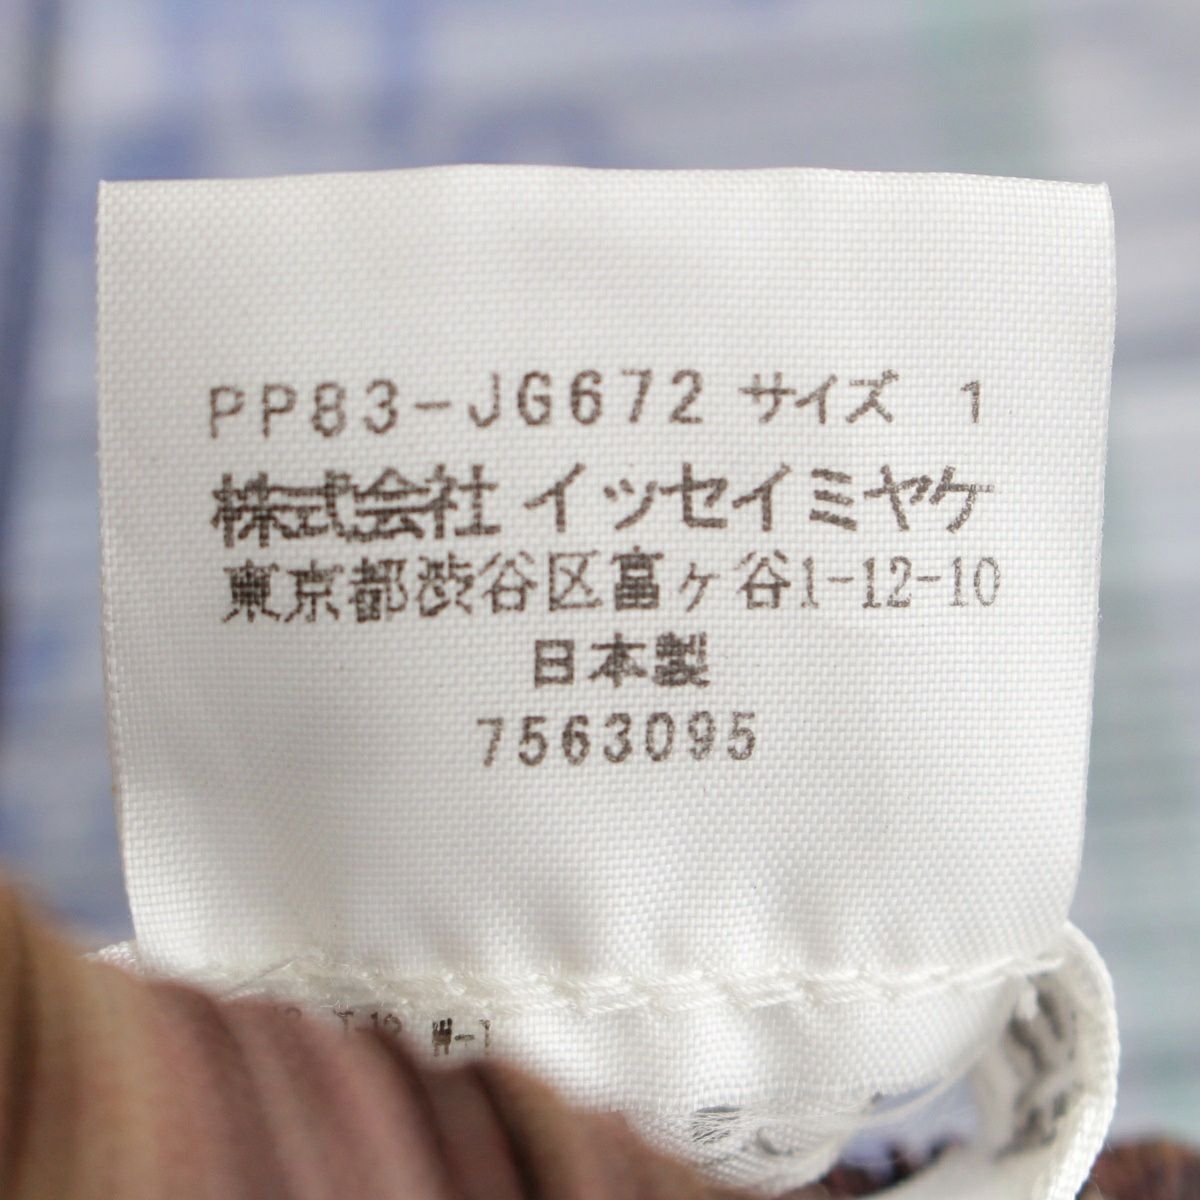 PP83-JG672 サイズ 1
株式会社 イッセイミヤケ
東京都渋谷区富ヶ谷1-12-10
日本製
7563095